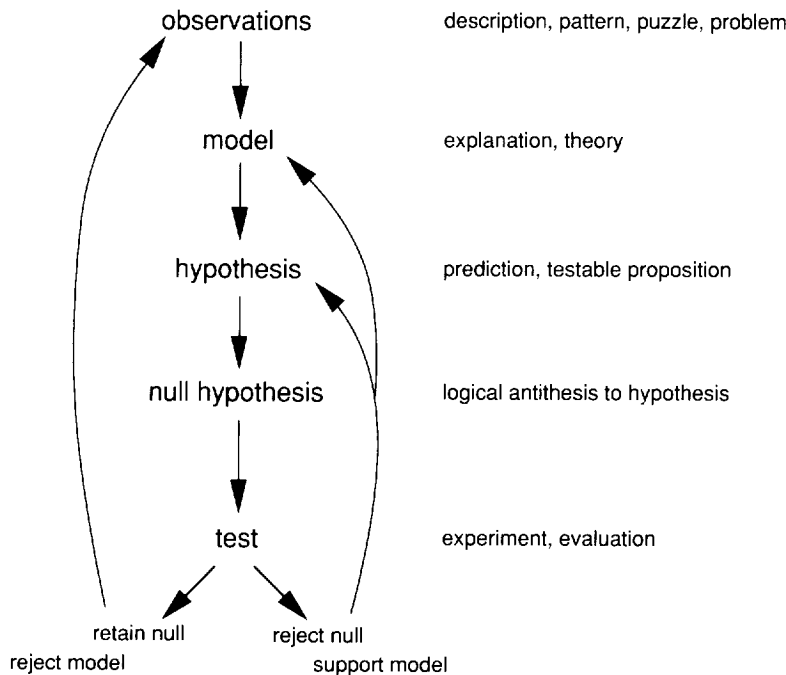 observations
description, pattern, puzzle, problem
model
explanation, theory
hypothesis
prediction, testable proposition
null hypothesis
logical antithesis to hypothesis
test
experiment, evaluation
retain null
reject null
reject model
support model